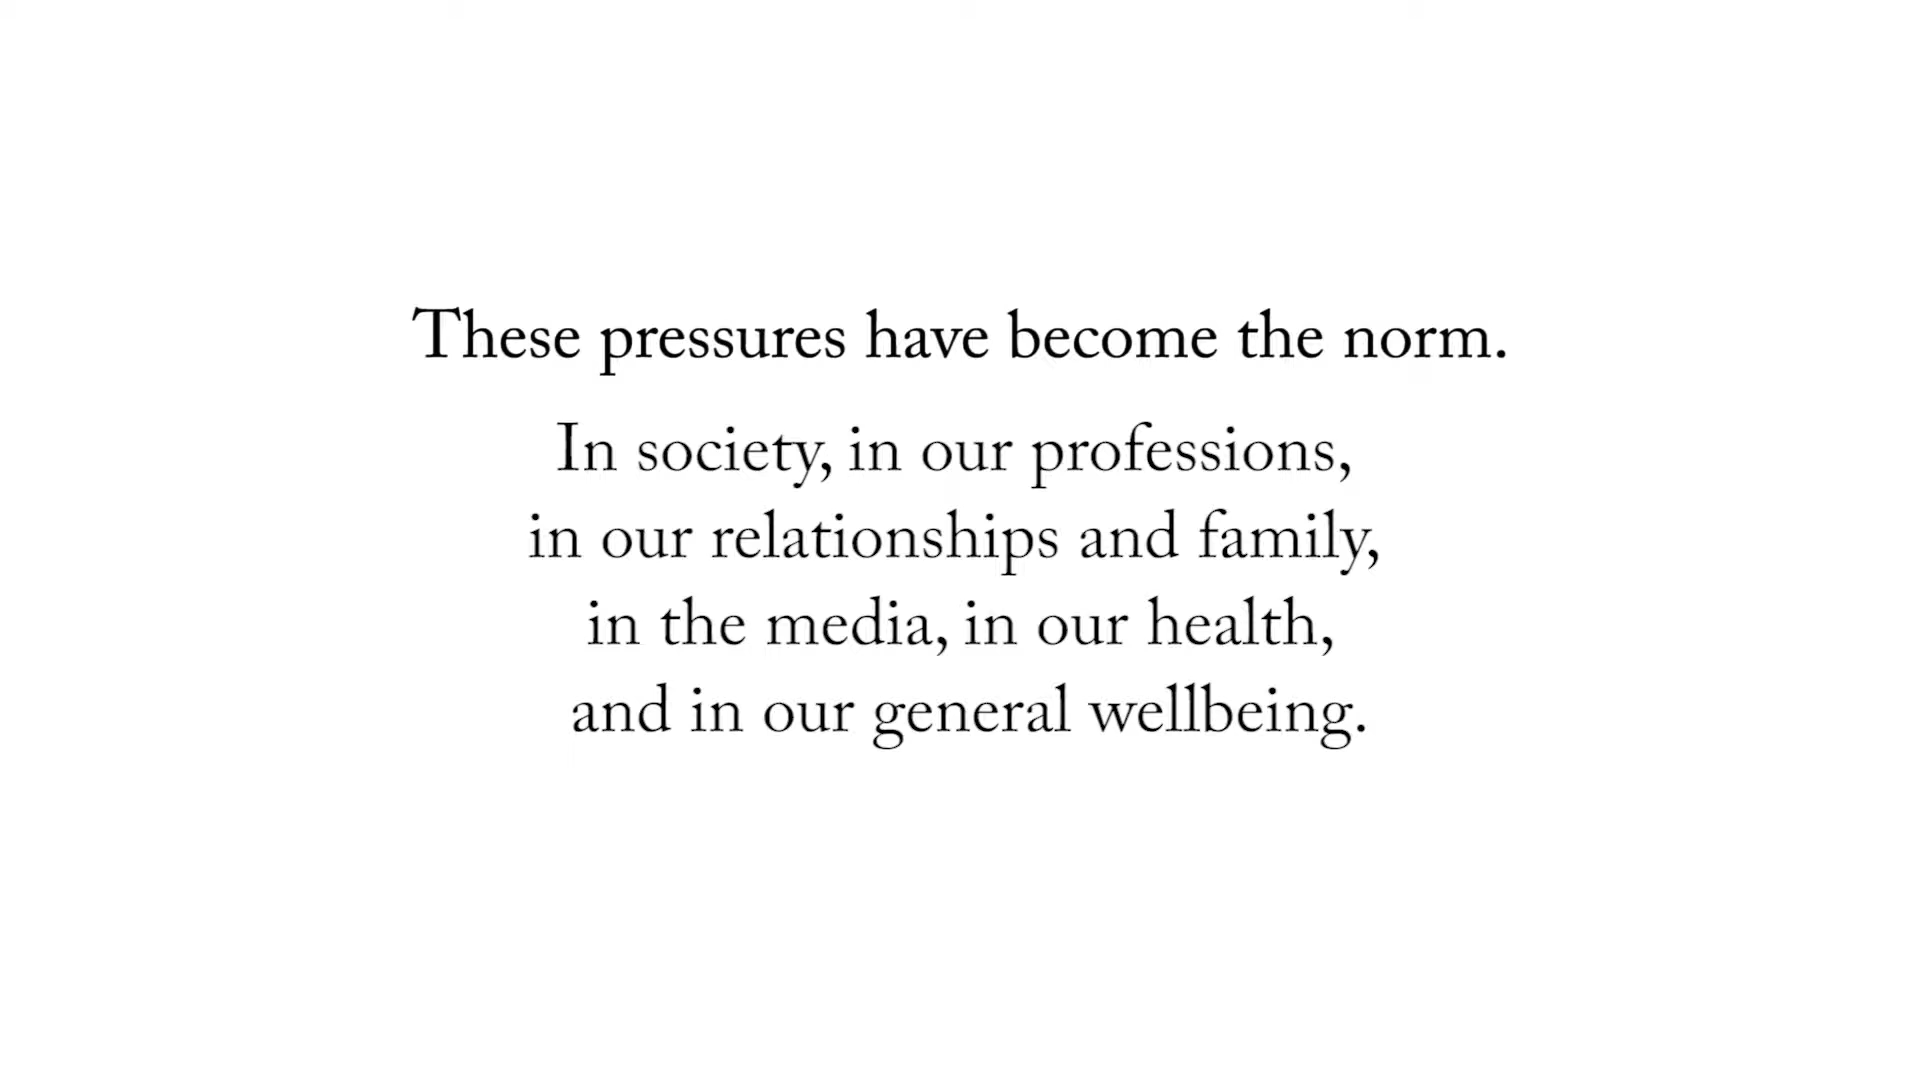 These pressures have become the norm.
In society, in our professions,
in our relationships and family,
in the media, in our health,
and in our general wellbeing.